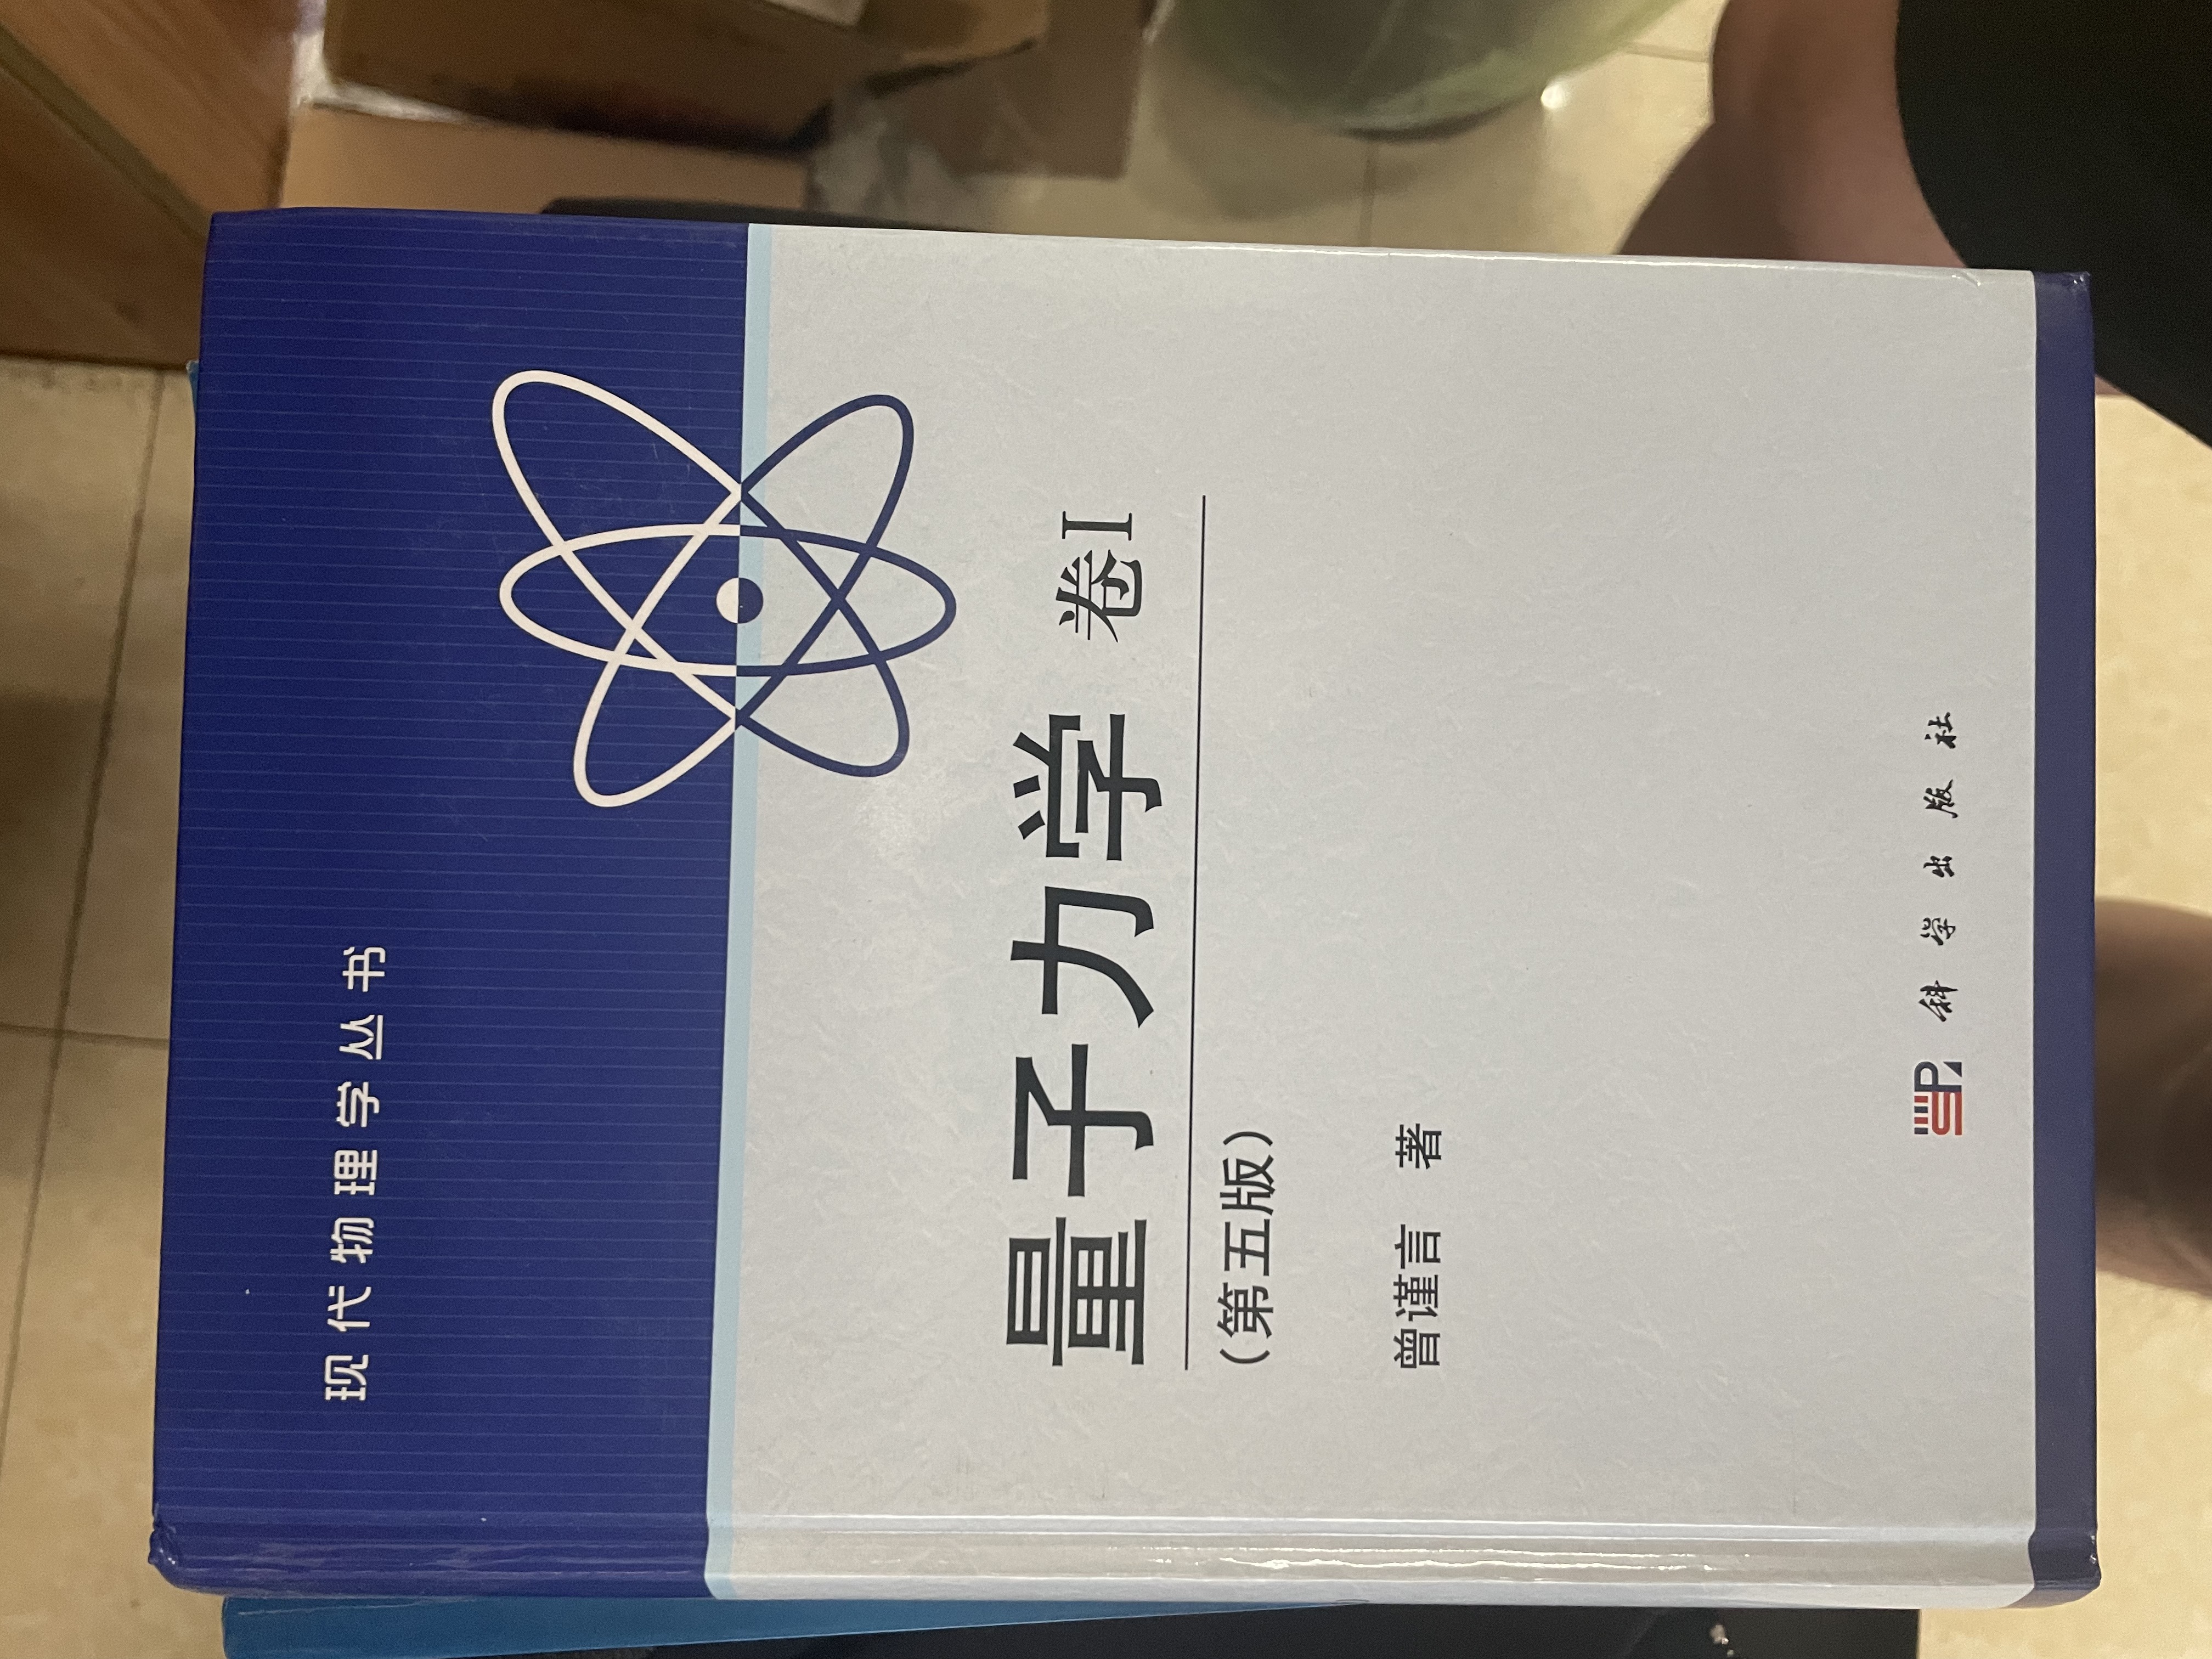 现代物理学丛书
量子力学 卷I
（第五版）
曾谨言 著
科学出版社